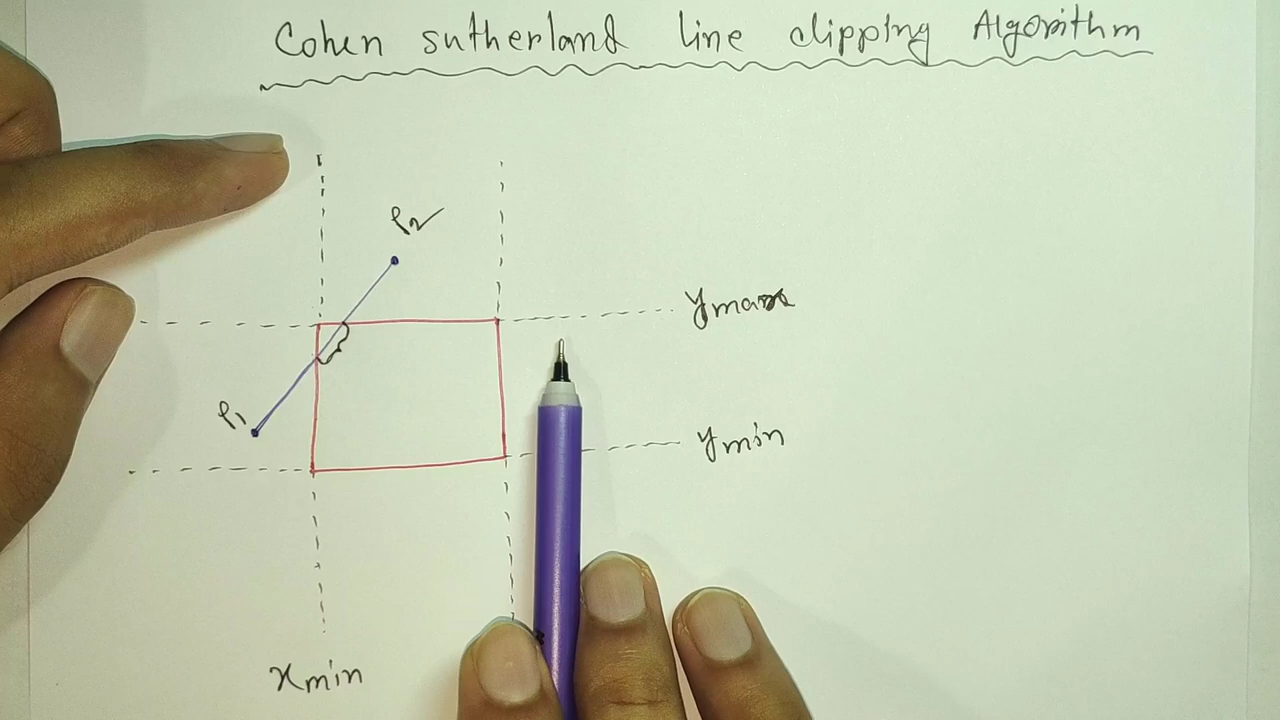 Cohen sutherland line clipping Algorithm
P2
ymax
P1
ymin
xmin